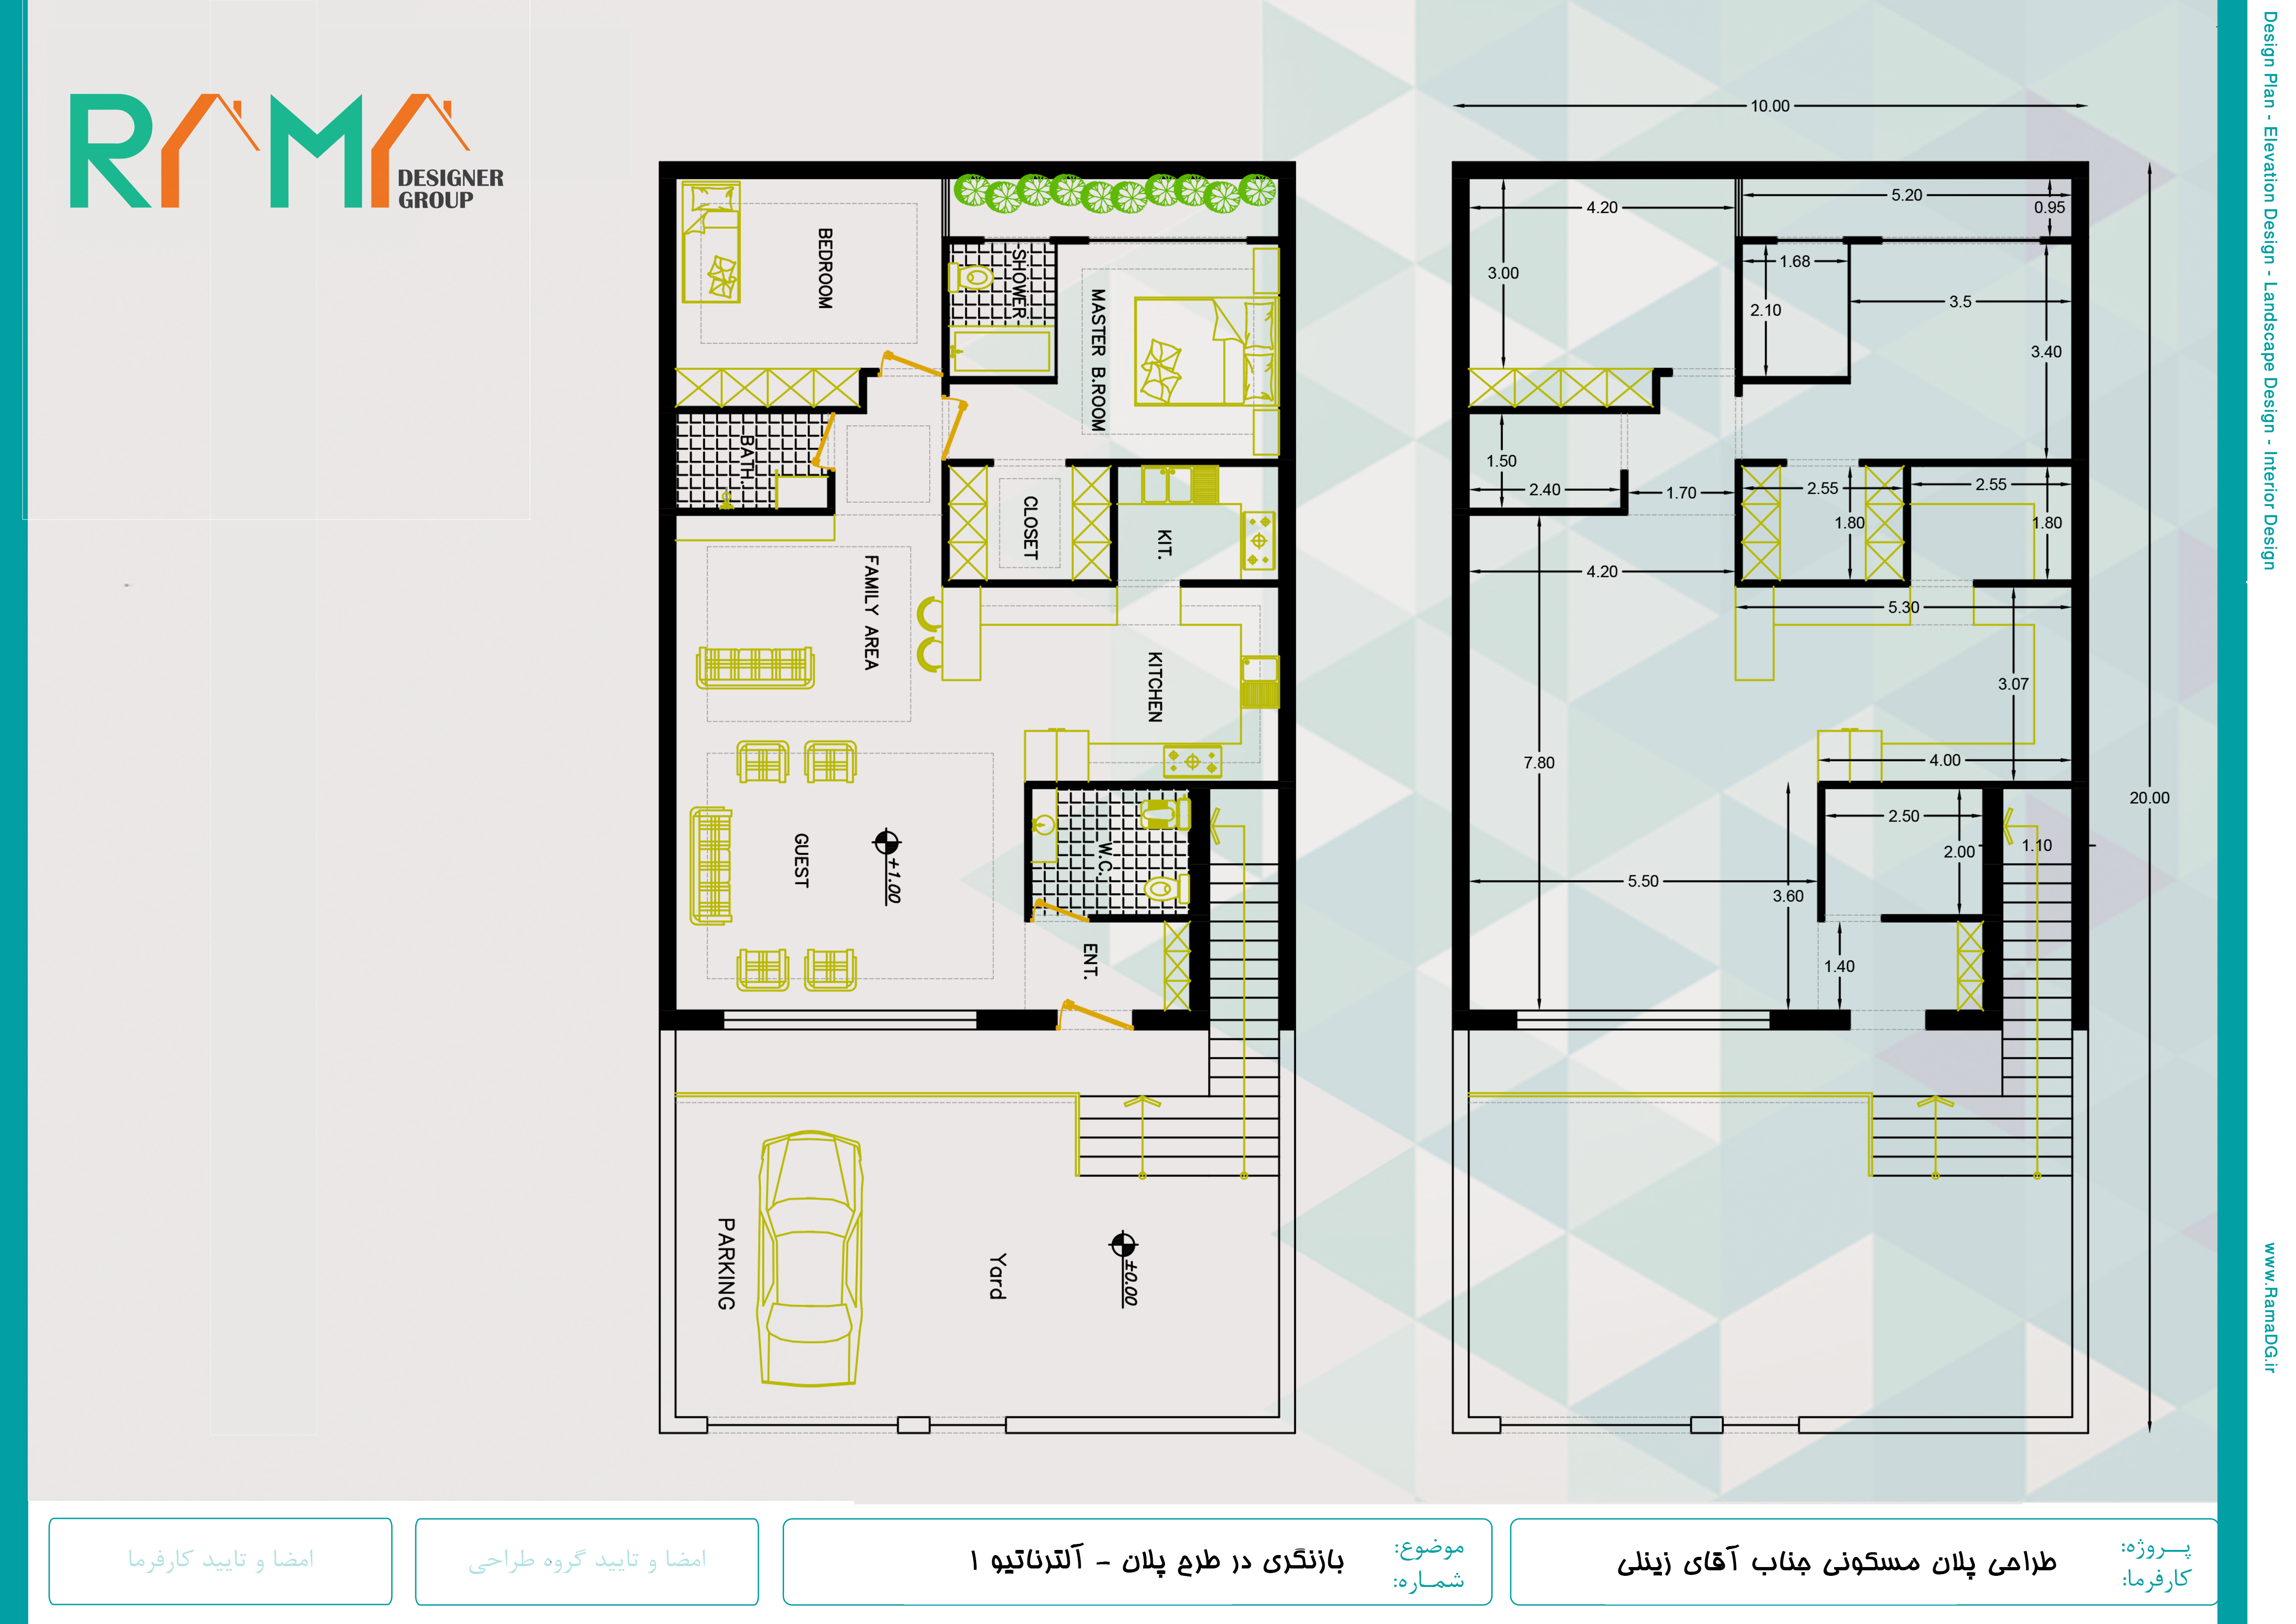 RAMA
DESIGNER
GROUP
Design Plan - Elevation Design - Landscape Design - Interior Design
www.RamaDG.ir
BEDROOM
SHOWER
MASTER B.ROOM
BATH.
CLOSET
KIT.
FAMILY AREA
KITCHEN
GUEST
+1.00
W.C.
ENT.
PARKING
Yard
±0.00
10.00
4.20
5.20
0.95
3.00
1.68
2.10
3.5
3.40
1.50
2.40
1.70
2.55
1.80
2.55
1.80
4.20
5.30
3.07
7.80
4.00
20.00
2.50
2.00
1.10
5.50
3.60
1.40
پـــروژه:
کارفرما:
طراحی پلان مسکونی جناب آقای زینلی
موضوع:
شمـاره:
بازنگری در طرح پلان - آلترناتیو ۱
امضا و تایید گروه طراحی
امضا و تایید کارفرما